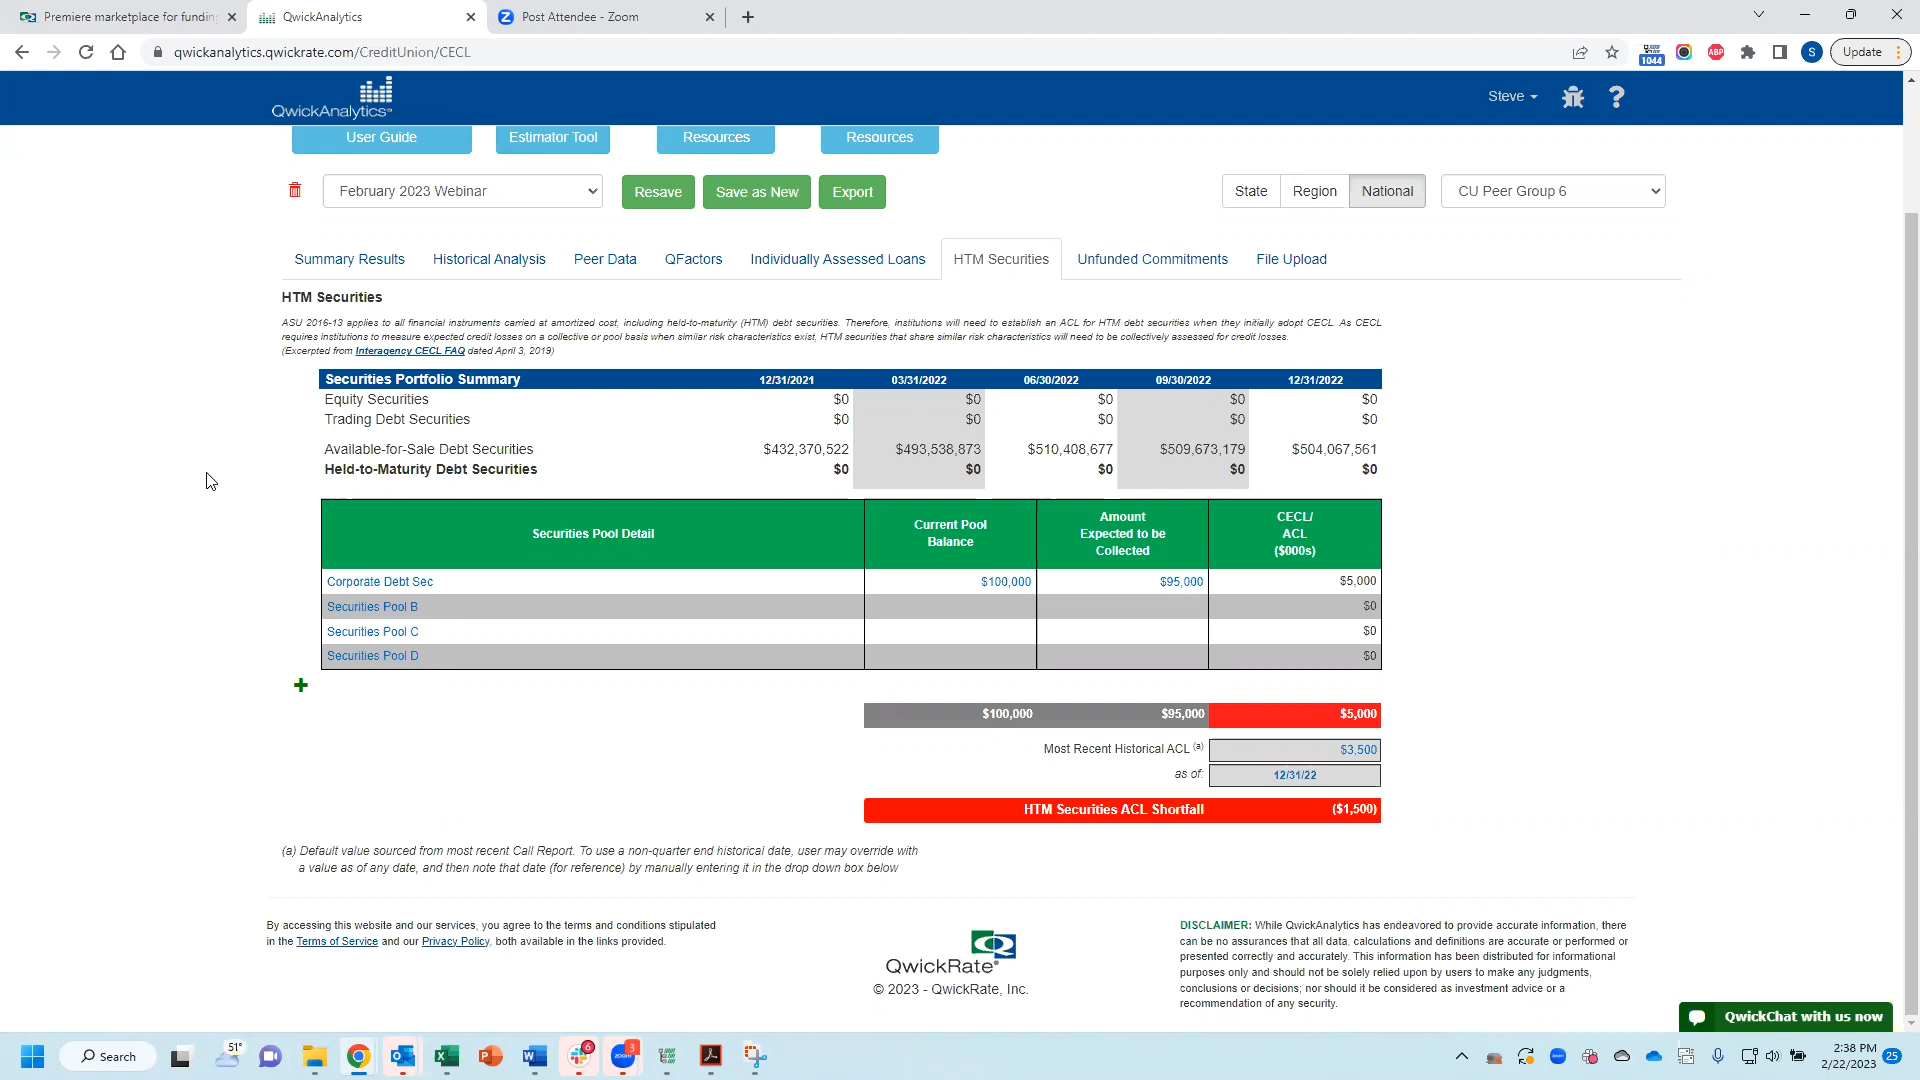 Premiere marketplace for fundin
QwickAnalytics
Post Attendee - Zoom
qwickanalytics.qwickrate.com/CreditUnion/CECL
1044
ABP
S
Update
QwickAnalytics
Steve
?
User Guide
Estimator Tool
Resources
Resources
February 2023 Webinar
Resave
Save as New
Export
State
Region
National
CU Peer Group 6
Summary Results
Historical Analysis
Peer Data
QFactors
Individually Assessed Loans
HTM Securities
Unfunded Commitments
File Upload
HTM Securities
ASU 2016-13 applies to all financial instruments carried at amortized cost, including held-to-maturity (HTM) debt securities. Therefore, institutions will need to establish an ACL for HTM debt securities when they initially adopt CECL. As CECL
requires institutions to measure expected credit losses on a collective or pool basis when similar risk characteristics exist, HTM securities that share similar risk characteristics will need to be collectively assessed for credit losses.
(Excerpted from Interagency CECL FAQ dated April 3, 2019)
Securities Portfolio Summary 12/31/2021 03/31/2022 06/30/2022 09/30/2022 12/31/2022
Equity Securities $0 $0 $0 $0 $0
Trading Debt Securities $0 $0 $0 $0 $0
Available-for-Sale Debt Securities $432,370,522 $493,538,873 $510,408,677 $509,673,179 $504,067,561
Held-to-Maturity Debt Securities $0 $0 $0 $0 $0
Securities Pool Detail
Current Pool
Balance
Amount
Expected to be
Collected
CECL/
ACL
($000s)
Corporate Debt Sec $100,000 $95,000 $5,000
Securities Pool B $0
Securities Pool C $0
Securities Pool D $0
$100,000 $95,000 $5,000
Most Recent Historical ACL (a) $3,500
as of: 12/31/22
HTM Securities ACL Shortfall ($1,500)
(a) Default value sourced from most recent Call Report. To use a non-quarter end historical date, user may override with
a value as of any date, and then note that date (for reference) by manually entering it in the drop down box below
By accessing this website and our services, you agree to the terms and conditions stipulated
in the Terms of Service and our Privacy Policy, both available in the links provided.
QwickRate
© 2023 - QwickRate, Inc.
DISCLAIMER: While QwickAnalytics has endeavored to provide accurate information, there
can be no assurances that all data, calculations and definitions are accurate or performed or
presented correctly and accurately. This information has been distributed for informational
purposes only and should not be solely relied upon by users to make any judgments,
conclusions or decisions; nor should it be considered as investment advice or a
recommendation of any security.
QwickChat with us now
Search
51°
6
3
2:38 PM
2/22/2023
25